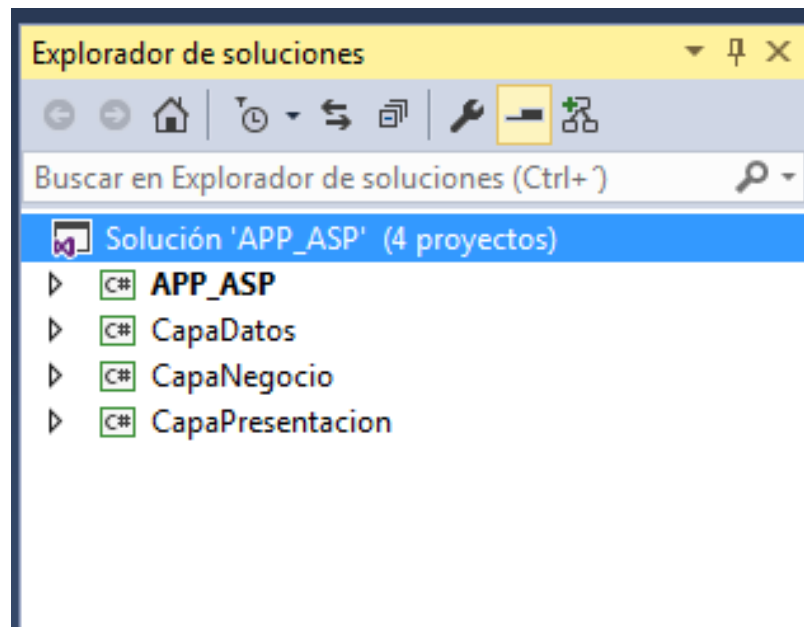 Explorador de soluciones
Buscar en Explorador de soluciones (Ctrl+´)
Solución 'APP_ASP' (4 proyectos)
C# APP_ASP
C# CapaDatos
C# CapaNegocio
C# CapaPresentacion